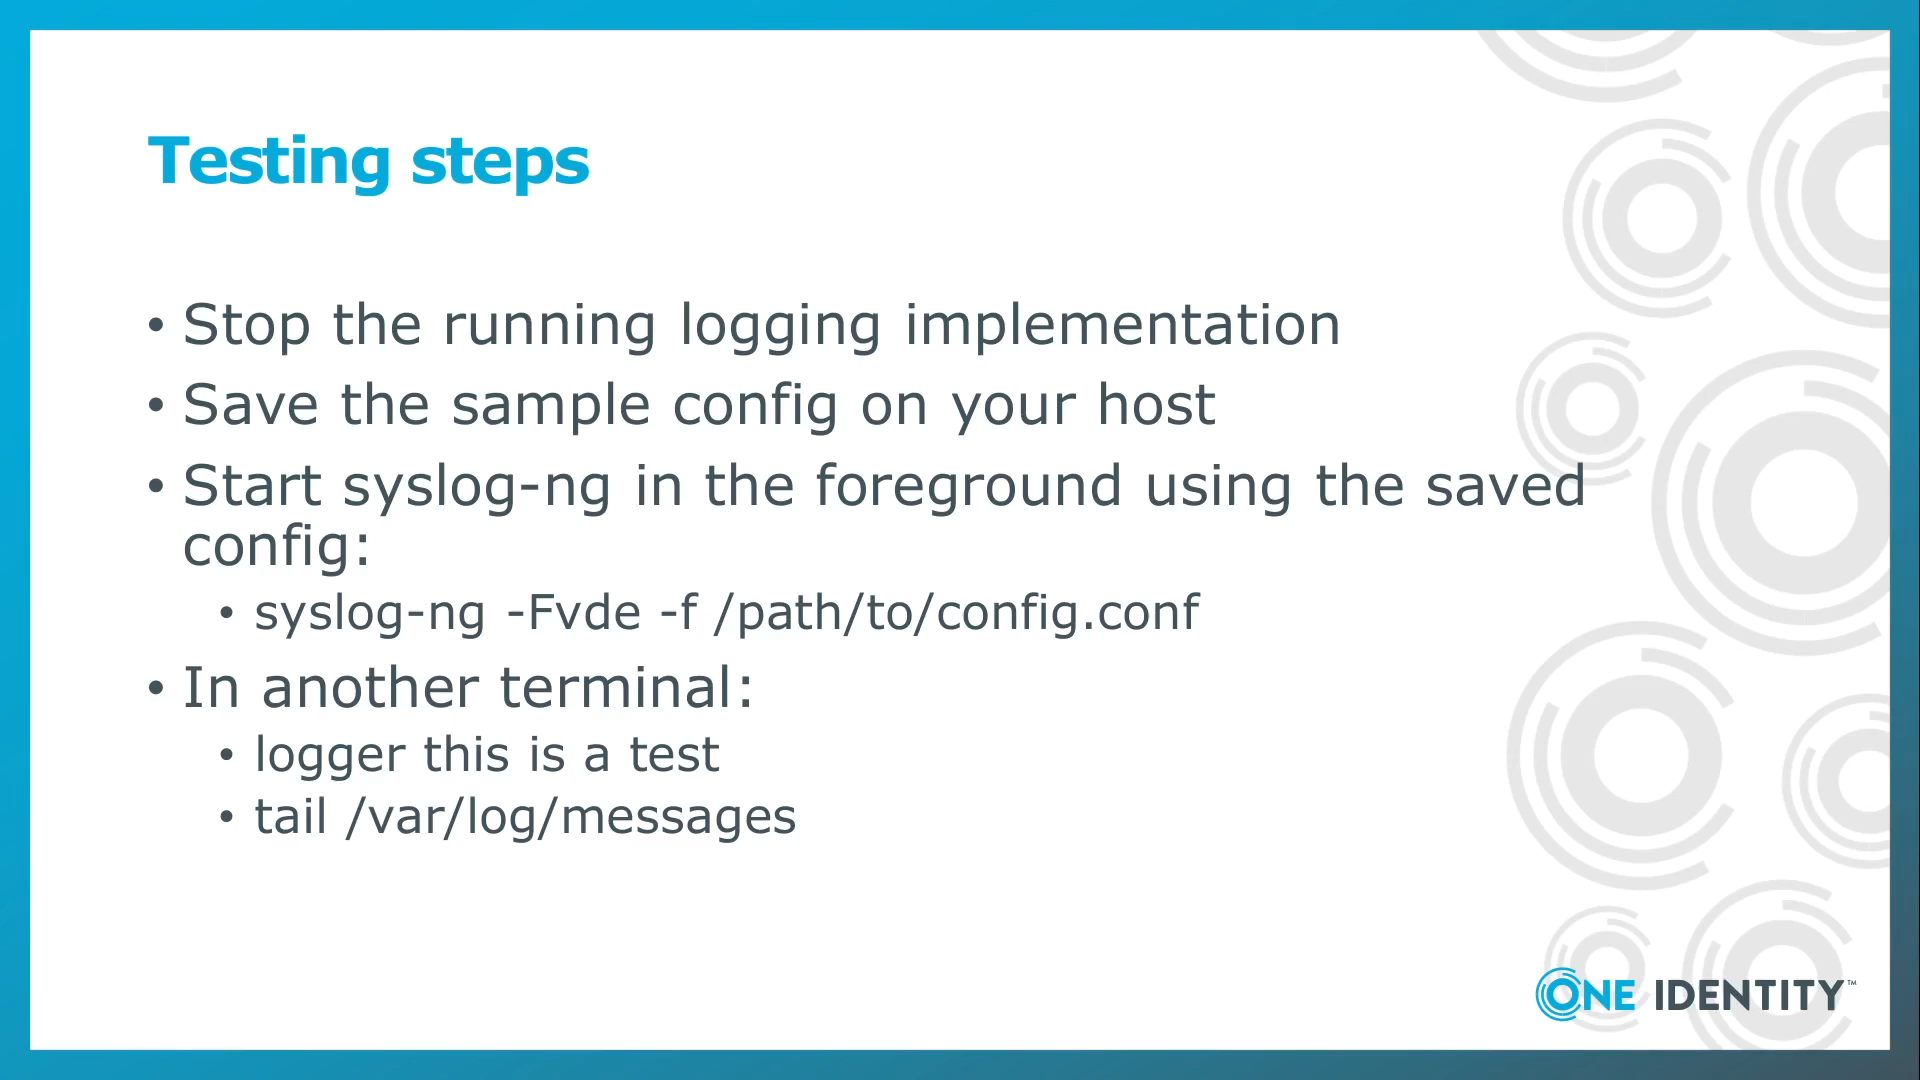 Testing steps
• Stop the running logging implementation
• Save the sample config on your host
• Start syslog-ng in the foreground using the saved
config:
• syslog-ng -Fvde -f /path/to/config.conf
• In another terminal:
• logger this is a test
• tail /var/log/messages
ONE IDENTITY™